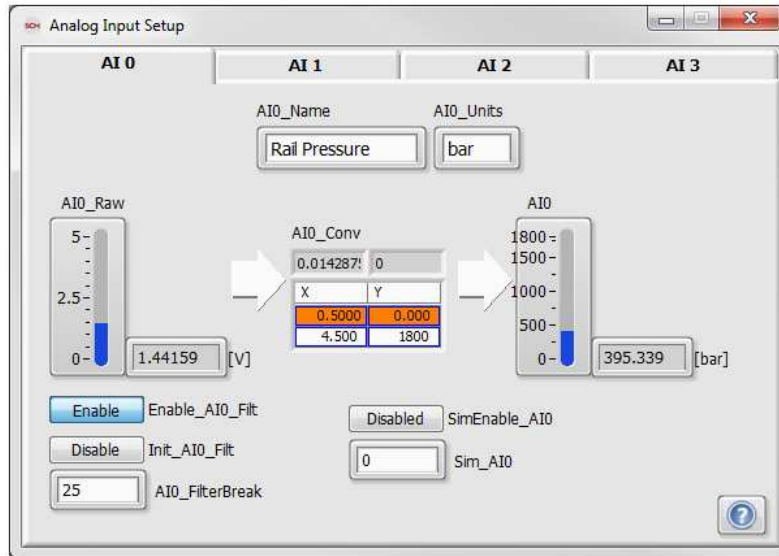 SCM Analog Input Setup
AI 0 AI 1 AI 2 AI 3
AI0_Name AI0_Units
Rail Pressure bar
AI0_Raw AI0
AI0_Conv
5 1800
0.014287 0 1500
X Y
2.5 1000
0.5000 0.000
4.500 1800 500
0 1.44159 [V] 0 395.339 [bar]
Enable Enable_AI0_Filt Disabled SimEnable_AI0
Disable Init_AI0_Filt
0 Sim_AI0
25 AI0_FilterBreak
?